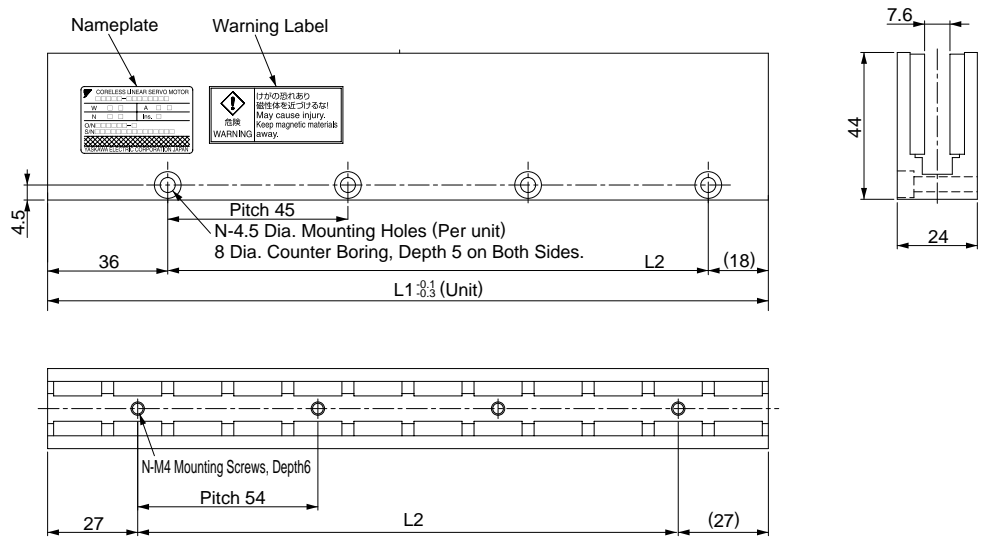 Nameplate
Warning Label
CORELESS LINEAR SERVO MOTOR
□□□□□□-□□□□□□□□□
W □ □ A □ □
N □ □ Ins. □
O/N□□□□□□-□
S/N□□□□□□□□□□□□□□□
YASKAWA ELECTRIC CORPORATION JAPAN
危険
WARNING
けがの恐れあり
磁性体を近づけるな!
May cause injury.
Keep magnetic materials
away.
4.5
Pitch 45
N-4.5 Dia. Mounting Holes (Per unit)
8 Dia. Counter Boring, Depth 5 on Both Sides.
36
L2
(18)
L1 -0.1 -0.3 (Unit)
7.6
44
24
N-M4 Mounting Screws, Depth6
Pitch 54
27
L2
(27)